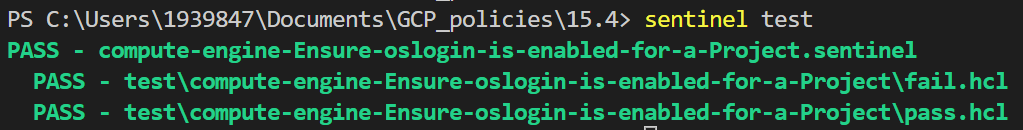 PS C:\Users\1939847\Documents\GCP_policies\15.4> sentinel test
PASS - compute-engine-Ensure-oslogin-is-enabled-for-a-Project.sentinel
  PASS - test\compute-engine-Ensure-oslogin-is-enabled-for-a-Project\fail.hcl
  PASS - test\compute-engine-Ensure-oslogin-is-enabled-for-a-Project\pass.hcl